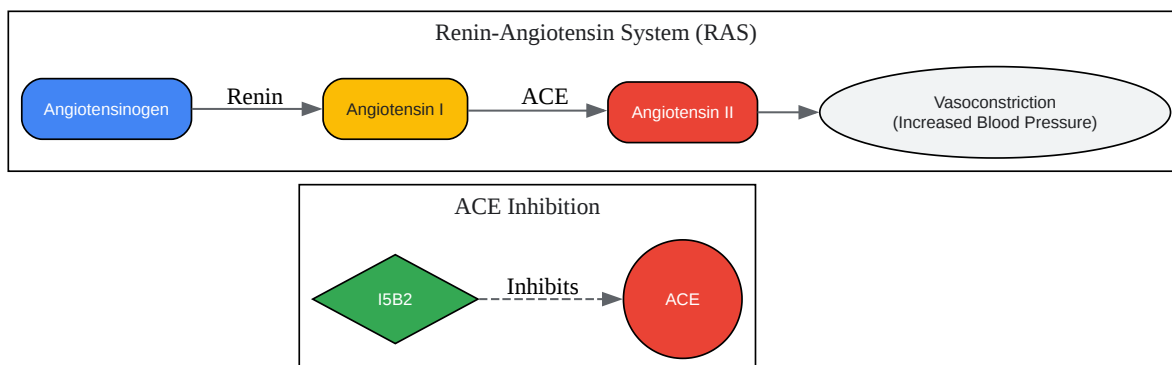 Renin-Angiotensin System (RAS)
Angiotensinogen
Renin
Angiotensin I
ACE
Angiotensin II
Vasoconstriction
(Increased Blood Pressure)
ACE Inhibition
I5B2
Inhibits
ACE